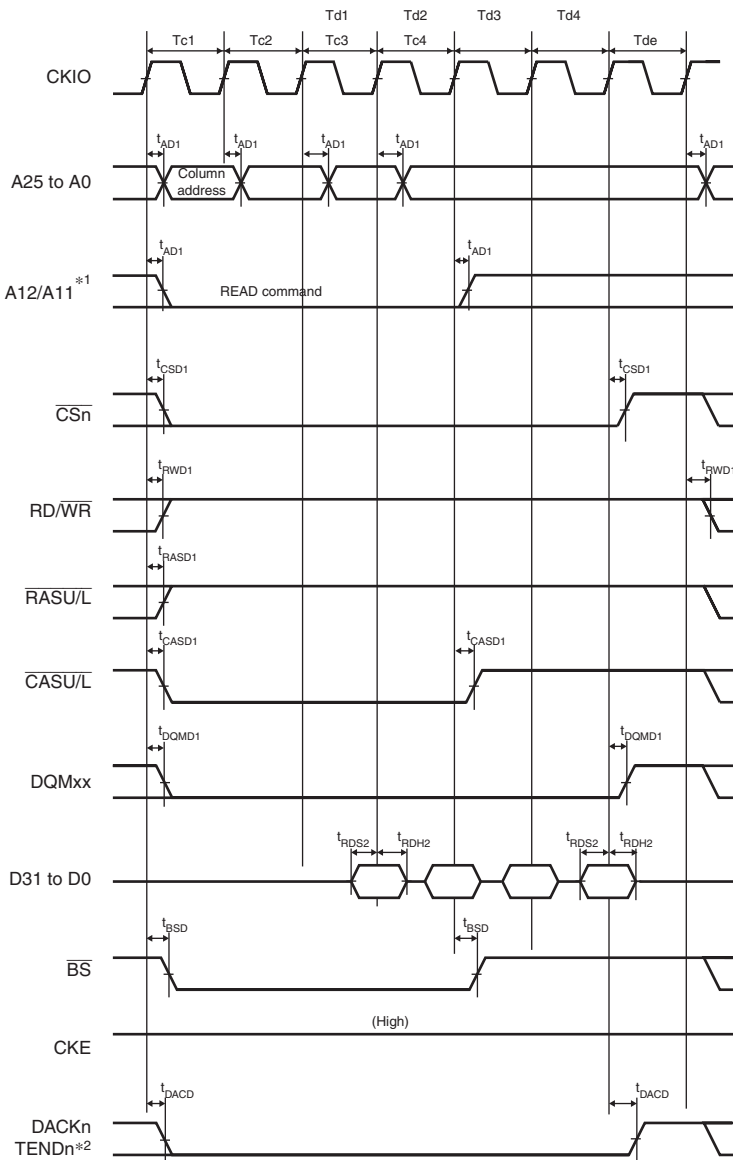 Td1 Td2 Td3 Td4
Tc1 Tc2 Tc3 Tc4 Tde
CKIO
tAD1 tAD1 tAD1 tAD1 tAD1
A25 to A0 Column
address
tAD1 tAD1
A12/A11*1 READ command
tCSD1 tCSD1
CSn
tRWD1 tRWD1
RD/WR
tRASD1
RASU/L
tCASD1 tCASD1
CASU/L
tDQMD1 tDQMD1
DQMxx
tRDS2 tRDH2 tRDS2 tRDH2
D31 to D0
tBSD tBSD
BS
(High)
CKE
tDACD tDACD
DACKn
TENDn*2